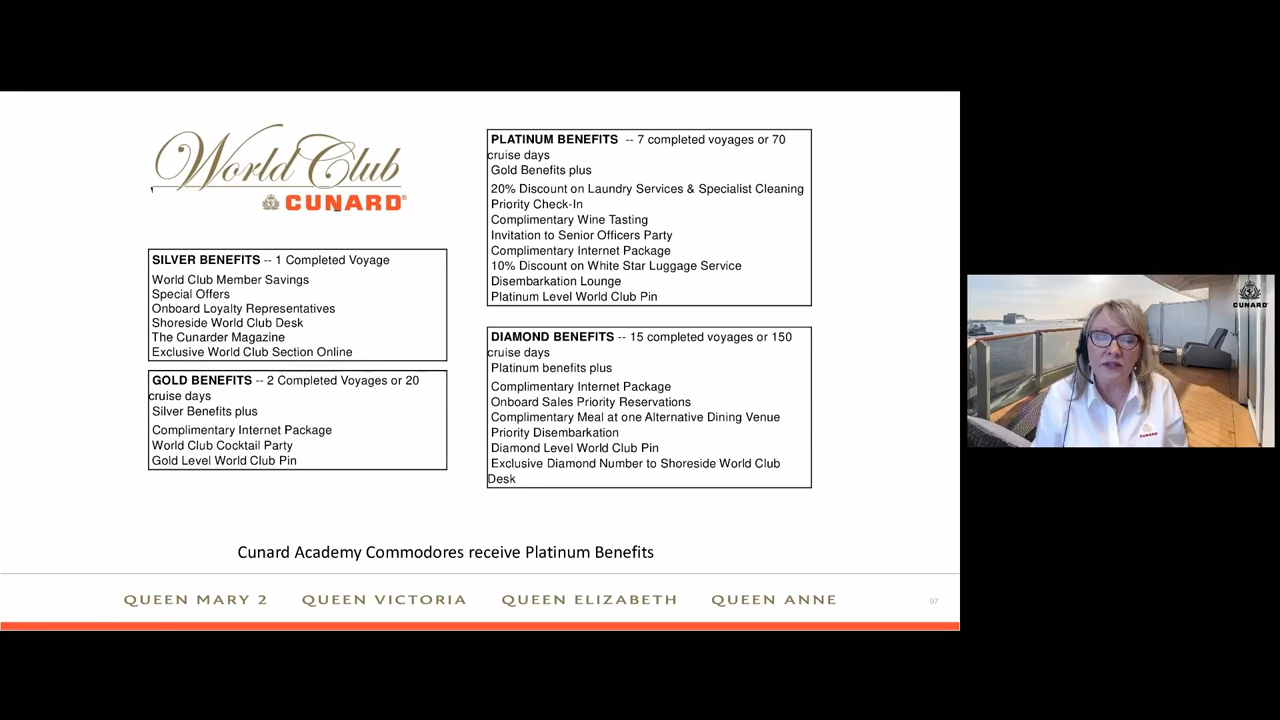 World Club
CUNARD
SILVER BENEFITS -- 1 Completed Voyage
World Club Member Savings
Special Offers
Onboard Loyalty Representatives
Shoreside World Club Desk
The Cunarder Magazine
Exclusive World Club Section Online
GOLD BENEFITS -- 2 Completed Voyages or 20
cruise days
Silver Benefits plus
Complimentary Internet Package
World Club Cocktail Party
Gold Level World Club Pin
PLATINUM BENEFITS -- 7 completed voyages or 70
cruise days
Gold Benefits plus
20% Discount on Laundry Services & Specialist Cleaning
Priority Check-In
Complimentary Wine Tasting
Invitation to Senior Officers Party
Complimentary Internet Package
10% Discount on White Star Luggage Service
Disembarkation Lounge
Platinum Level World Club Pin
DIAMOND BENEFITS -- 15 completed voyages or 150
cruise days
Platinum benefits plus
Complimentary Internet Package
Onboard Sales Priority Reservations
Complimentary Meal at one Alternative Dining Venue
Priority Disembarkation
Diamond Level World Club Pin
Exclusive Diamond Number to Shoreside World Club
Desk
Cunard Academy Commodores receive Platinum Benefits
QUEEN MARY 2 QUEEN VICTORIA QUEEN ELIZABETH QUEEN ANNE
97
CUNARD
CUNARD